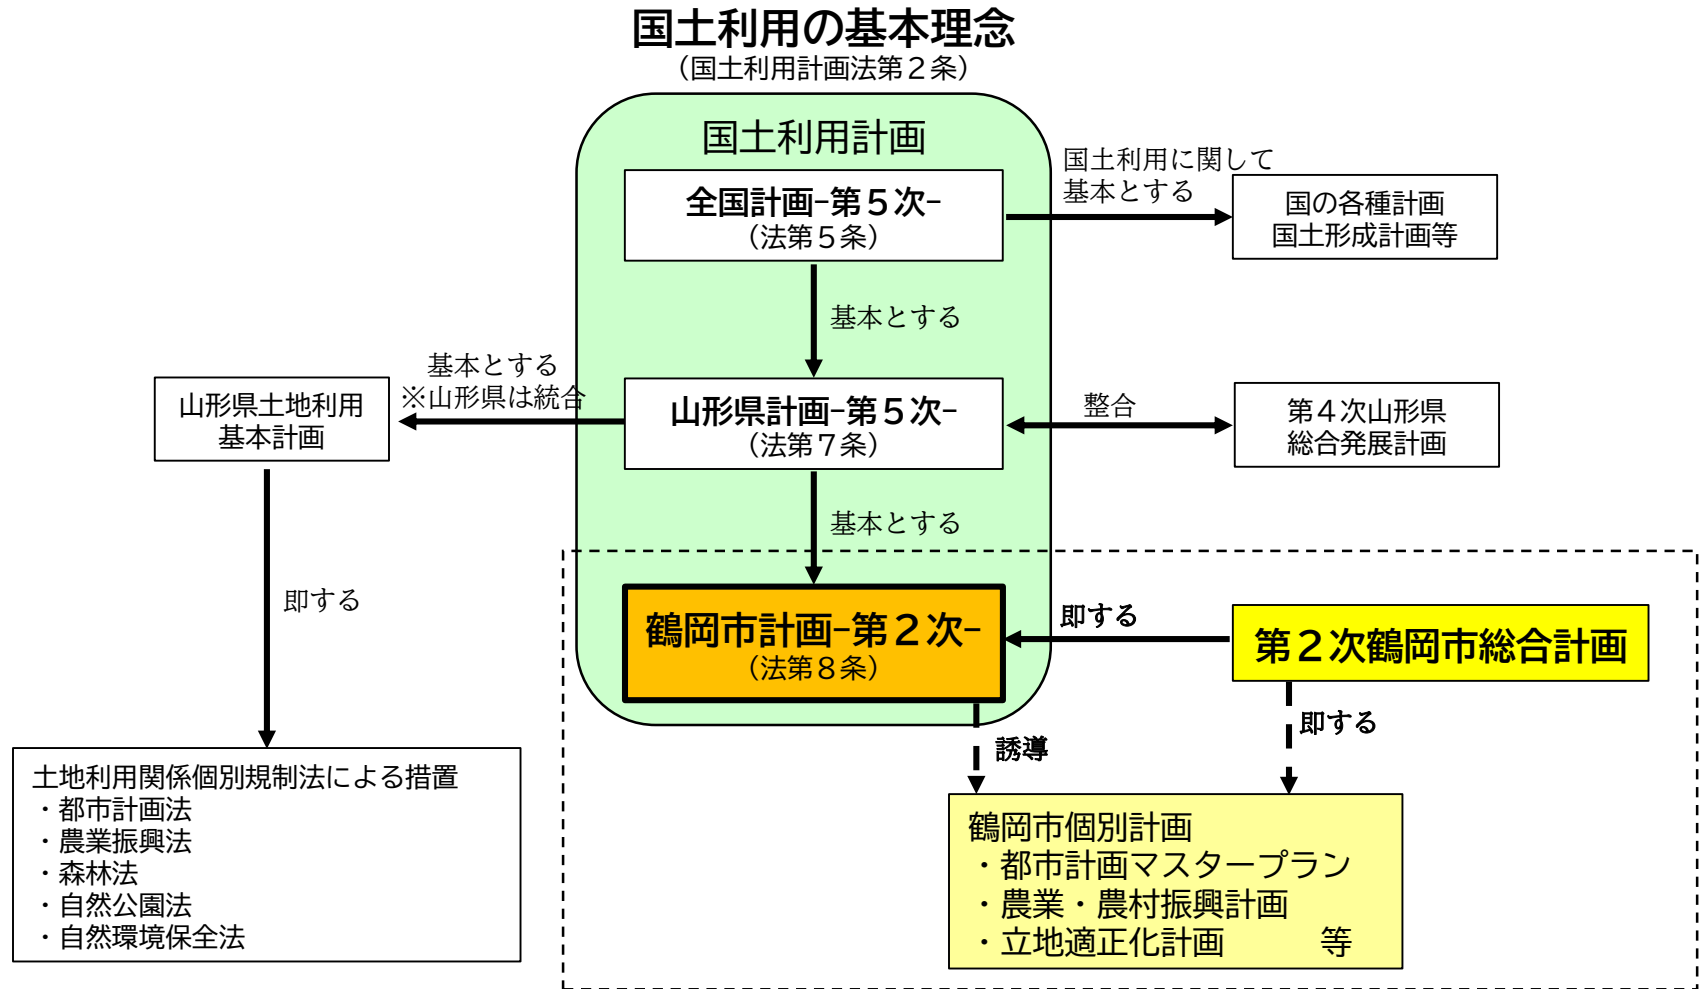 国土利用の基本理念
（国土利用計画法第２条）
国土利用計画
全国計画−第５次−
（法第５条）
国土利用に関して
基本とする
国の各種計画
国土形成計画等
基本とする
基本とする
※山形県は統合
山形県土地利用
基本計画
山形県計画−第５次−
（法第７条）
整合
第４次山形県
総合発展計画
基本とする
即する
鶴岡市計画−第２次−
（法第８条）
即する
第２次鶴岡市総合計画
誘導
即する
土地利用関係個別規制法による措置
・都市計画法
・農業振興法
・森林法
・自然公園法
・自然環境保全法
鶴岡市個別計画
・都市計画マスタープラン
・農業・農村振興計画
・立地適正化計画　　　等